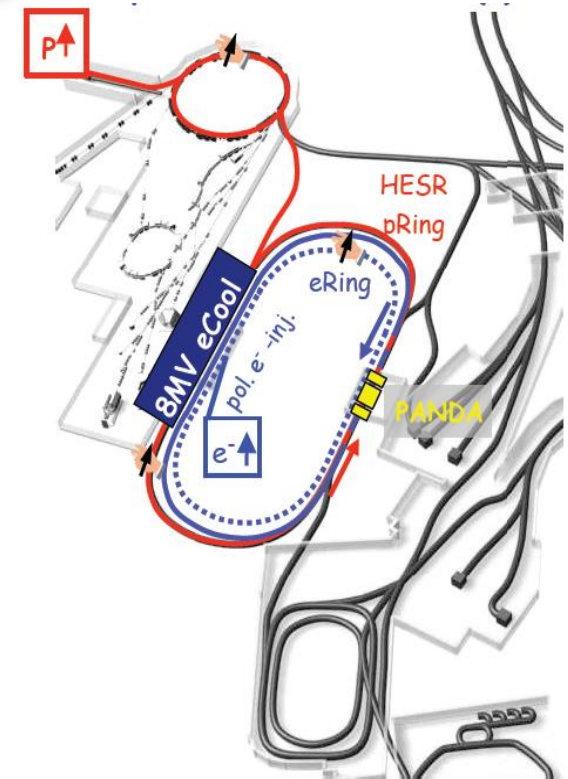 P
HESR
pRing
eRing
8MV eCool
pol. e⁻-inj.
PANDA
e⁻